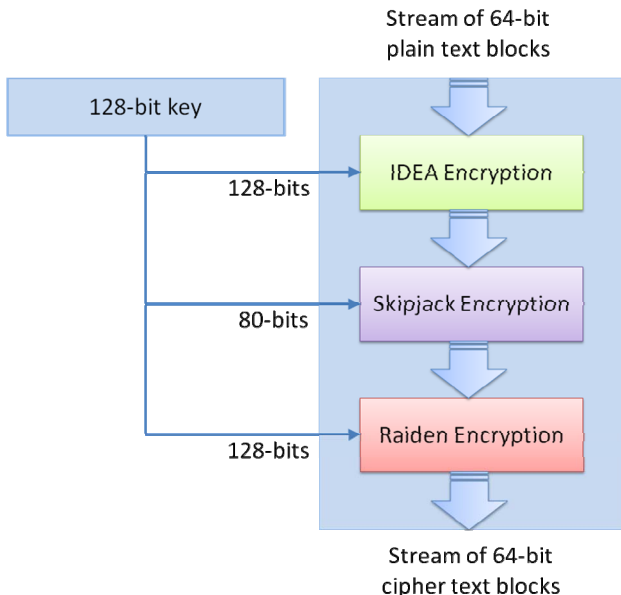 Stream of 64-bit
plain text blocks
128-bit key
IDEA Encryption
128-bits
Skipjack Encryption
80-bits
Raiden Encryption
128-bits
Stream of 64-bit
cipher text blocks